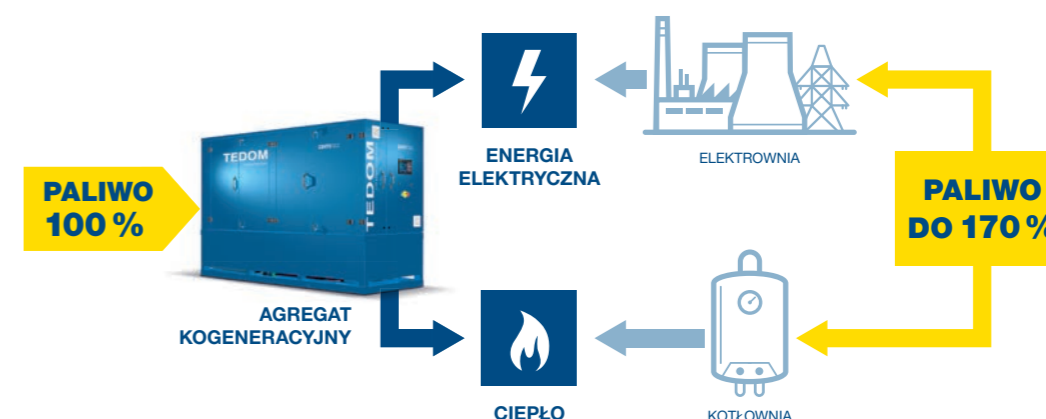 PALIWO
100 %
TEDOM
TEDOM
AGREGAT
KOGENERACYJNY
ENERGIA
ELEKTRYCZNA
CIEPŁO
ELEKTROWNIA
KOTŁOWNIA
PALIWO
DO 170 %